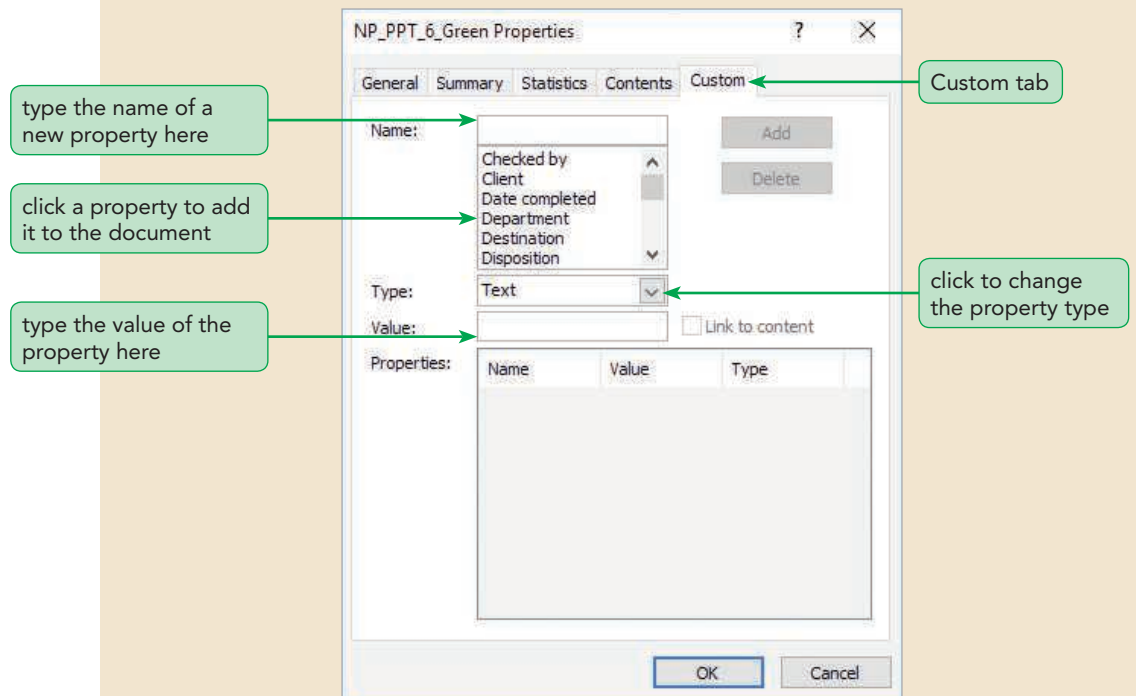 NP_PPT_6_Green Properties
?
General Summary Statistics Contents Custom
Custom tab
type the name of a
new property here
Name:
Add
Checked by
Client
Date completed
Department
Destination
Disposition
Delete
click a property to add
it to the document
Type:
Text
click to change
the property type
type the value of the
property here
Value:
Link to content
Properties:
Name Value Type
OK Cancel